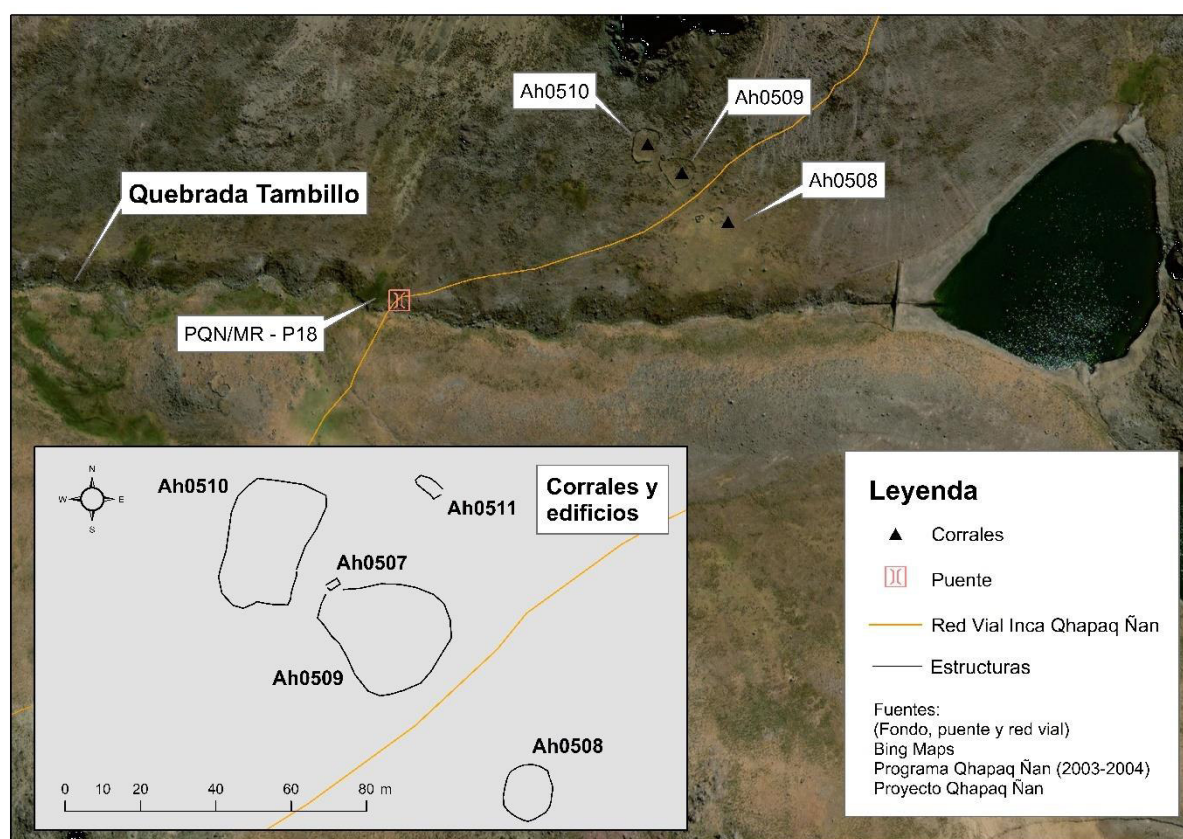 Ah0510
Ah0509
Ah0508
Quebrada Tambillo
PQN/MR - P18
Corrales y
edificios
N
W
E
S
Ah0510
Ah0511
Ah0507
Ah0509
Ah0508
0 10 20 40 60 80 m
Leyenda
Corrales
Puente
Red Vial Inca Qhapaq Ñan
Estructuras
Fuentes:
(Fondo, puente y red vial)
Bing Maps
Programa Qhapaq Ñan (2003-2004)
Proyecto Qhapaq Ñan